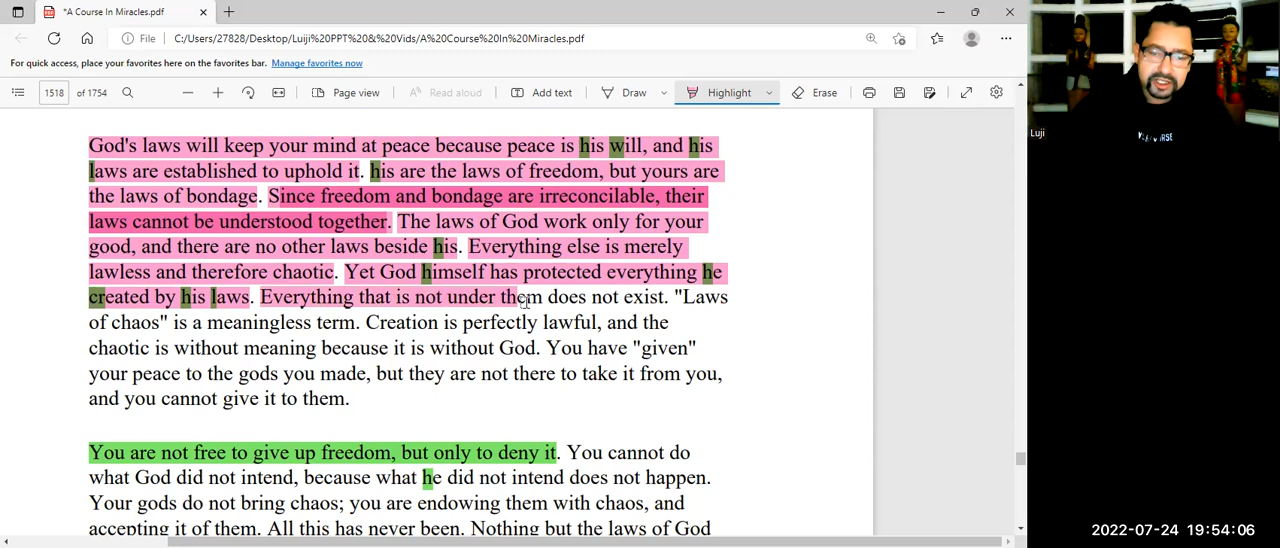 *A Course In Miracles.pdf
File
C:/Users/27828/Desktop/Luiji%20PPT%20&%20Vids/A%20Course%20In%20Miracles.pdf
For quick access, place your favorites here on the favorites bar. Manage favorites now
1518 of 1754 Page view Read aloud Add text Draw Highlight Erase
God's laws will keep your mind at peace because peace is his will, and his
laws are established to uphold it. his are the laws of freedom, but yours are
the laws of bondage. Since freedom and bondage are irreconcilable, their
laws cannot be understood together. The laws of God work only for your
good, and there are no other laws beside his. Everything else is merely
lawless and therefore chaotic. Yet God himself has protected everything he
created by his laws. Everything that is not under them does not exist. "Laws
of chaos" is a meaningless term. Creation is perfectly lawful, and the
chaotic is without meaning because it is without God. You have "given"
your peace to the gods you made, but they are not there to take it from you,
and you cannot give it to them.
You are not free to give up freedom, but only to deny it. You cannot do
what God did not intend, because what he did not intend does not happen.
Your gods do not bring chaos; you are endowing them with chaos, and
accepting it of them. All this has never been. Nothing but the laws of God
Luji
2022-07-24 19:54:06